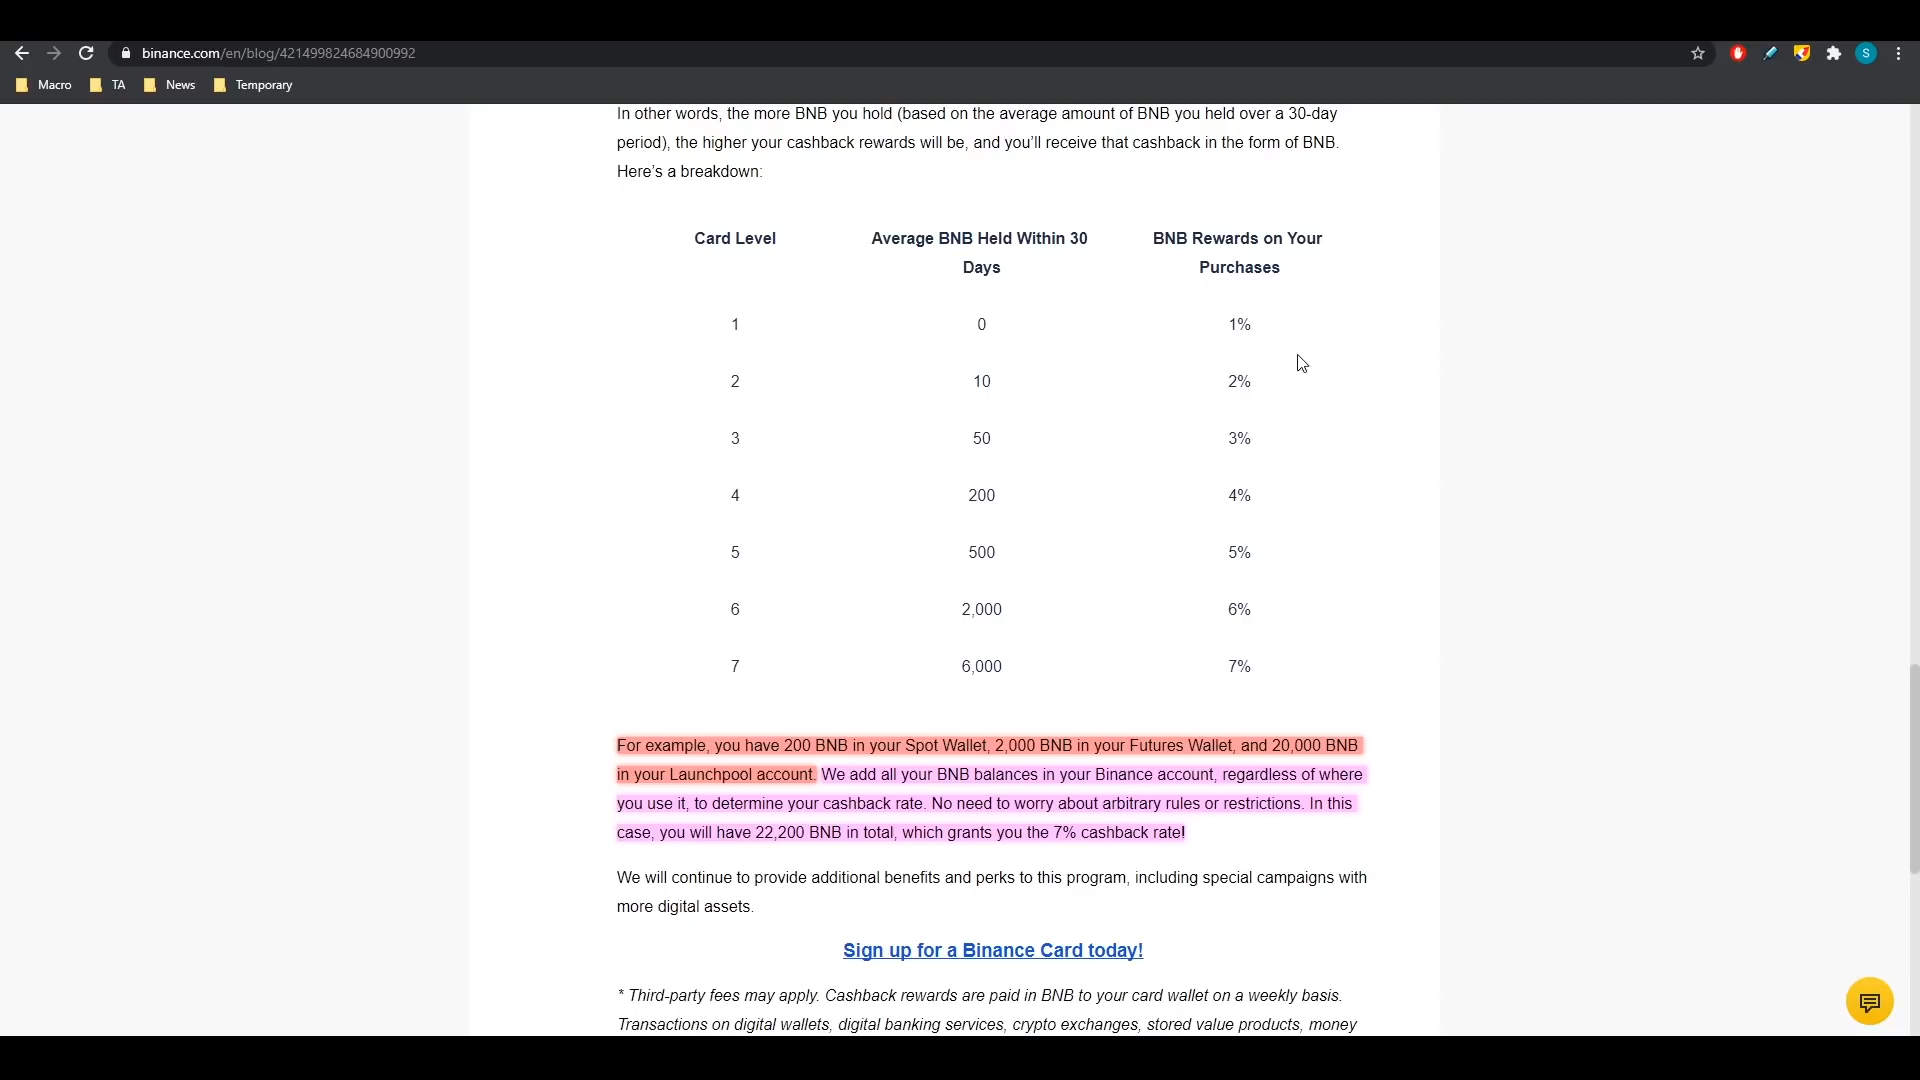 binance.com/en/blog/421499824684900992
S
Macro TA News Temporary
In other words, the more BNB you hold (based on the average amount of BNB you held over a 30-day
period), the higher your cashback rewards will be, and you’ll receive that cashback in the form of BNB.
Here’s a breakdown:
Card Level Average BNB Held Within 30 BNB Rewards on Your
Days Purchases
1 0 1%
2 10 2%
3 50 3%
4 200 4%
5 500 5%
6 2,000 6%
7 6,000 7%
For example, you have 200 BNB in your Spot Wallet, 2,000 BNB in your Futures Wallet, and 20,000 BNB
in your Launchpool account. We add all your BNB balances in your Binance account, regardless of where
you use it, to determine your cashback rate. No need to worry about arbitrary rules or restrictions. In this
case, you will have 22,200 BNB in total, which grants you the 7% cashback rate!
We will continue to provide additional benefits and perks to this program, including special campaigns with
more digital assets.
Sign up for a Binance Card today!
* Third-party fees may apply. Cashback rewards are paid in BNB to your card wallet on a weekly basis.
Transactions on digital wallets, digital banking services, crypto exchanges, stored value products, money